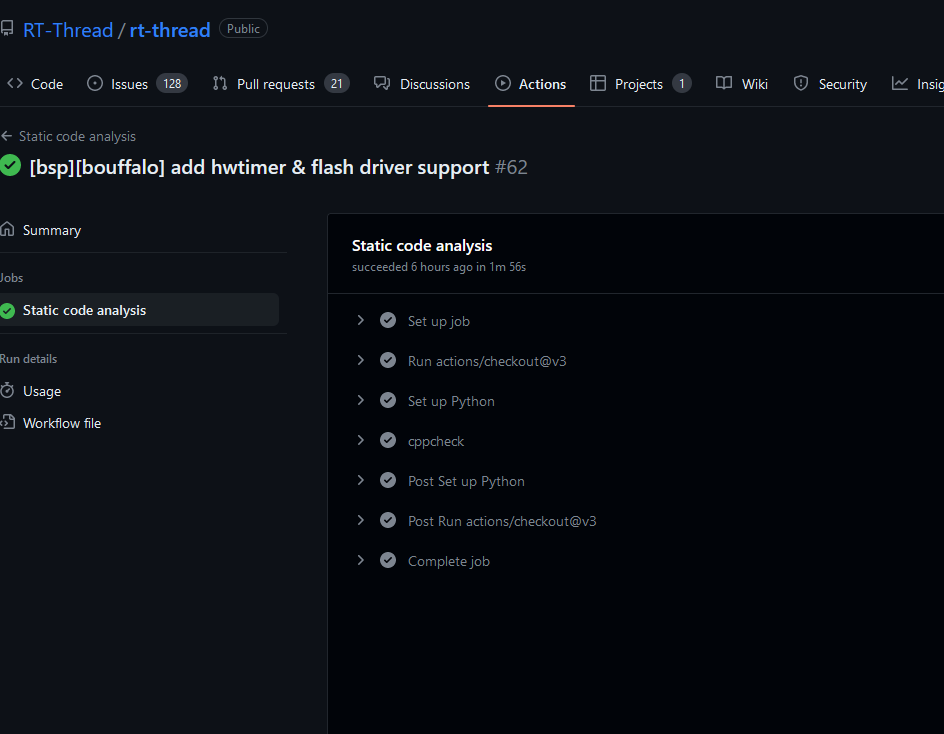 RT-Thread / rt-thread Public
Code Issues 128 Pull requests 21 Discussions Actions Projects 1 Wiki Security Insig
Static code analysis
[bsp][bouffalo] add hwtimer & flash driver support #62
Summary
Jobs
Static code analysis
Run details
Usage
Workflow file
Static code analysis
succeeded 6 hours ago in 1m 56s
Set up job
Run actions/checkout@v3
Set up Python
cppcheck
Post Set up Python
Post Run actions/checkout@v3
Complete job